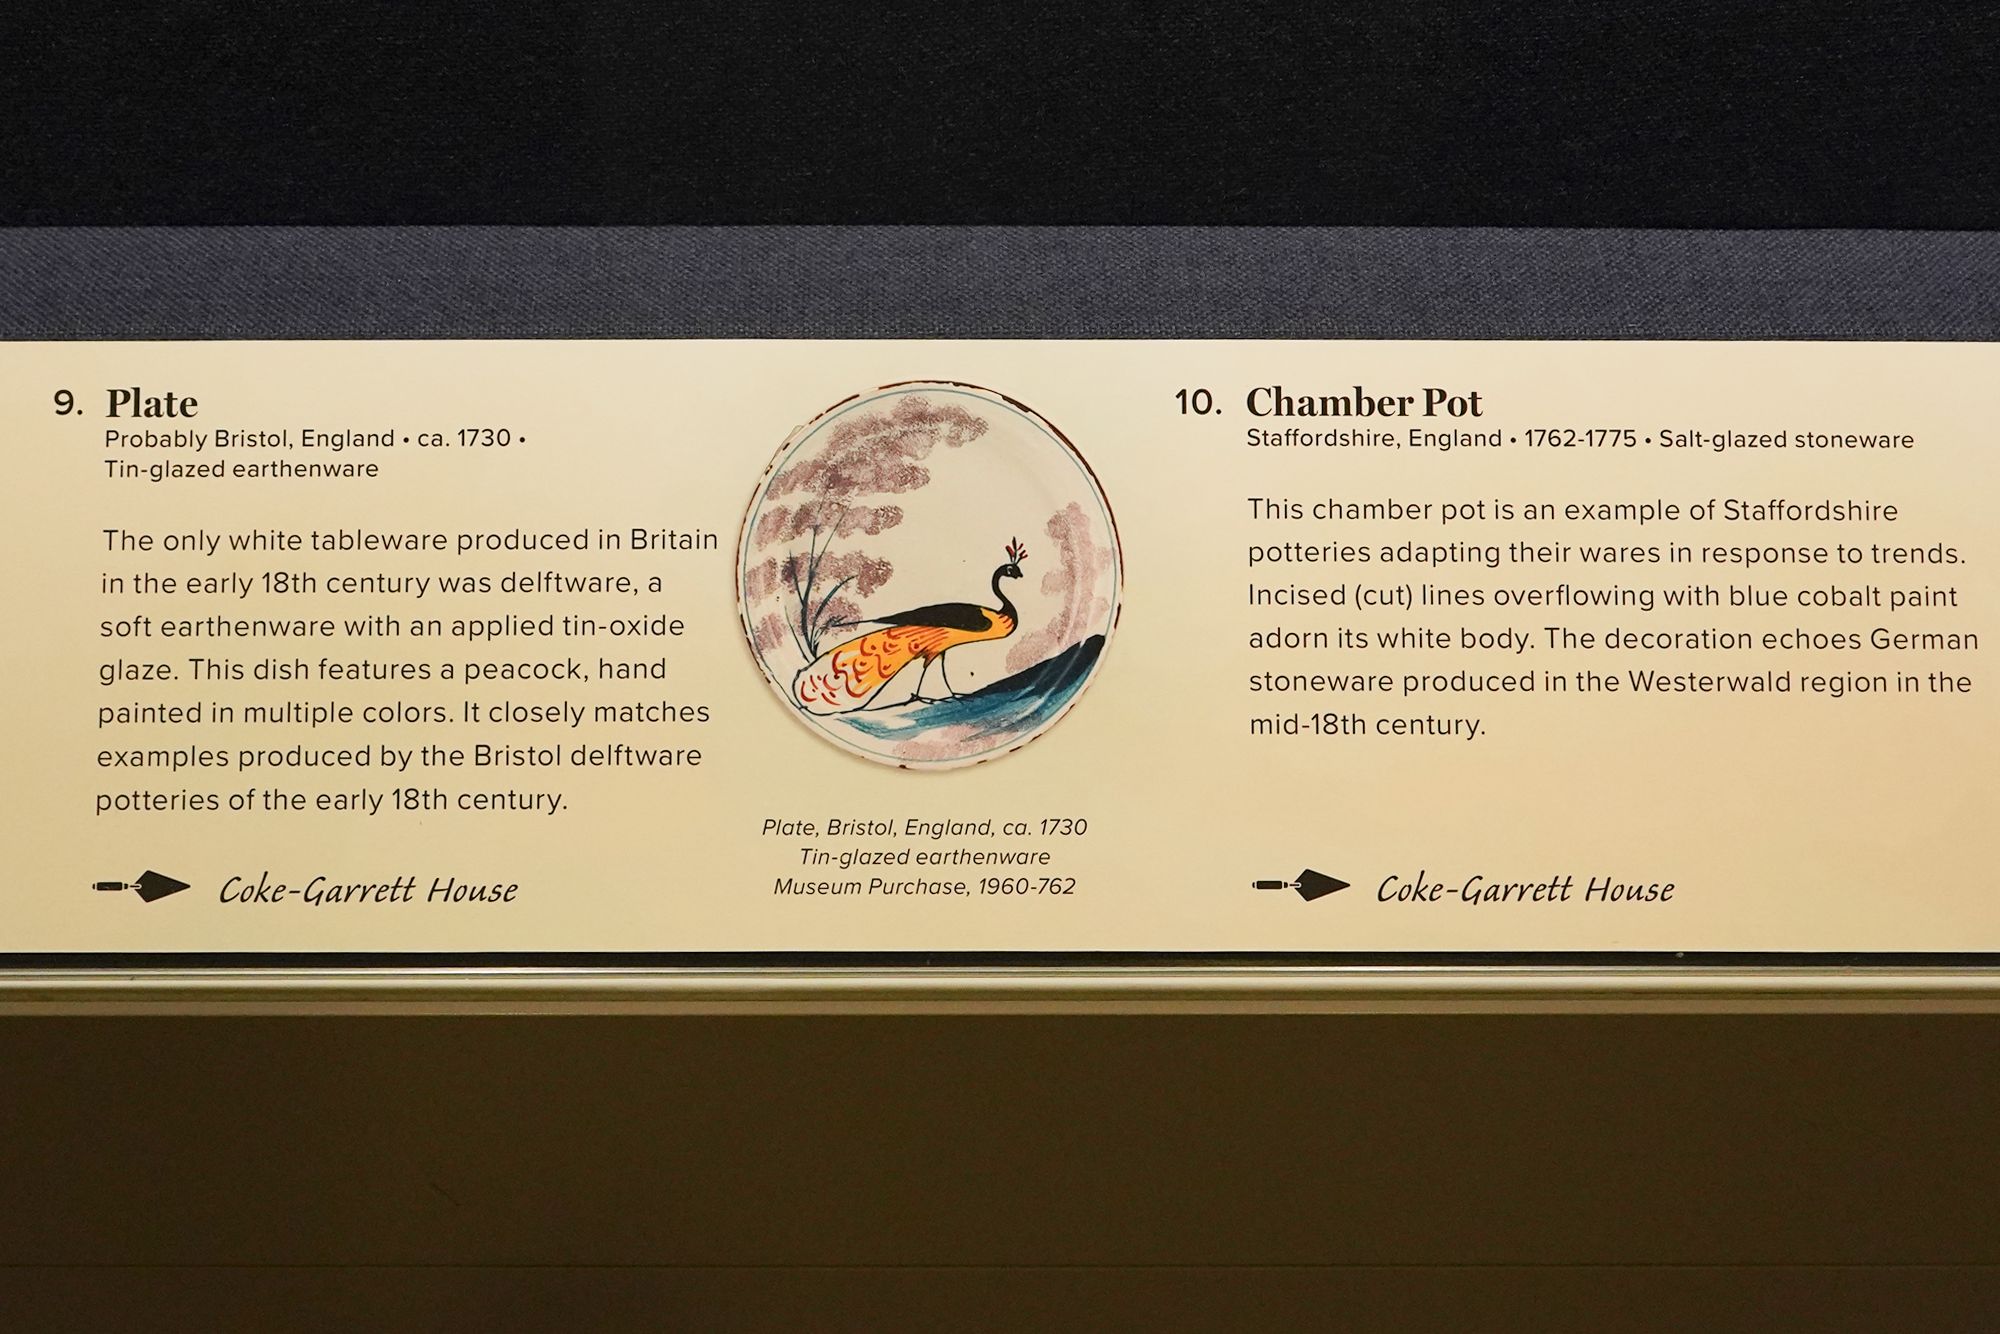 9. Plate
Probably Bristol, England • ca. 1730 •
Tin-glazed earthenware
The only white tableware produced in Britain
in the early 18th century was delftware, a
soft earthenware with an applied tin-oxide
glaze. This dish features a peacock, hand
painted in multiple colors. It closely matches
examples produced by the Bristol delftware
potteries of the early 18th century.
Coke-Garrett House
Plate, Bristol, England, ca. 1730
Tin-glazed earthenware
Museum Purchase, 1960-762
10. Chamber Pot
Staffordshire, England • 1762-1775 • Salt-glazed stoneware
This chamber pot is an example of Staffordshire
potteries adapting their wares in response to trends.
Incised (cut) lines overflowing with blue cobalt paint
adorn its white body. The decoration echoes German
stoneware produced in the Westerwald region in the
mid-18th century.
Coke-Garrett House